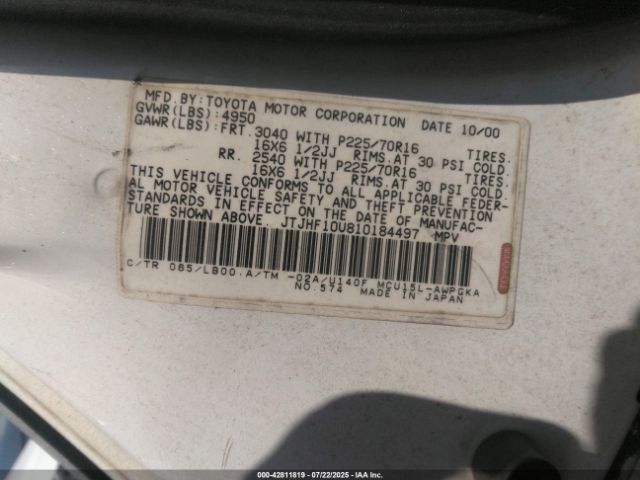 MFD.BY:TOYOTA MOTOR CORPORATION DATE 10/00
GVWR(LBS):4950
GAWR(LBS):FRT.3040 WITH P225/70R16 TIRES.
16X6 1/2JJ RIMS.AT 30 PSI COLD.
RR. 2540 WITH P225/70R16 TIRES.
16X6 1/2JJ RIMS.AT 30 PSI COLD.
THIS VEHICLE CONFORMS TO ALL APPLICABLE FEDER-
AL MOTOR VEHICLE SAFETY AND THEFT PREVENTION
STANDARDS IN EFFECT ON THE DATE OF MANUFAC-
TURE SHOWN ABOVE. JTJHF10U810184497 MPV
C/TR 085/LB00.A/TM -02A/U140F MCU15L-AWPGKA
NO.574 MADE IN JAPAN
000-42811819 | 07/22/2025 | IAA Inc.